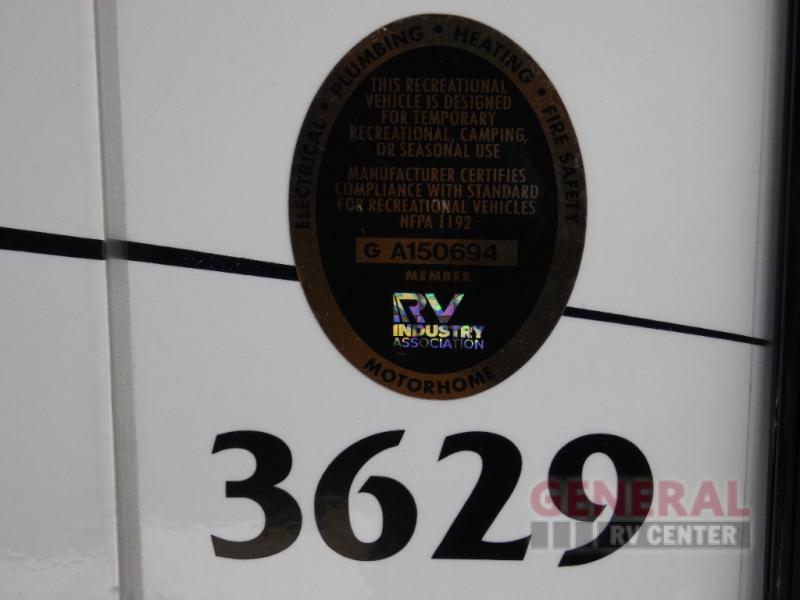 ELECTRICAL • PLUMBING • HEATING • FIRE SAFETY
THIS RECREATIONAL
VEHICLE IS DESIGNED
FOR TEMPORARY
RECREATIONAL, CAMPING,
OR SEASONAL USE
MANUFACTURER CERTIFIES
COMPLIANCE WITH STANDARD
FOR RECREATIONAL VEHICLES
NFPA 1192
G A150694
MEMBER
RV
INDUSTRY
ASSOCIATION
MOTORHOME
3629
GENERAL
RV CENTER